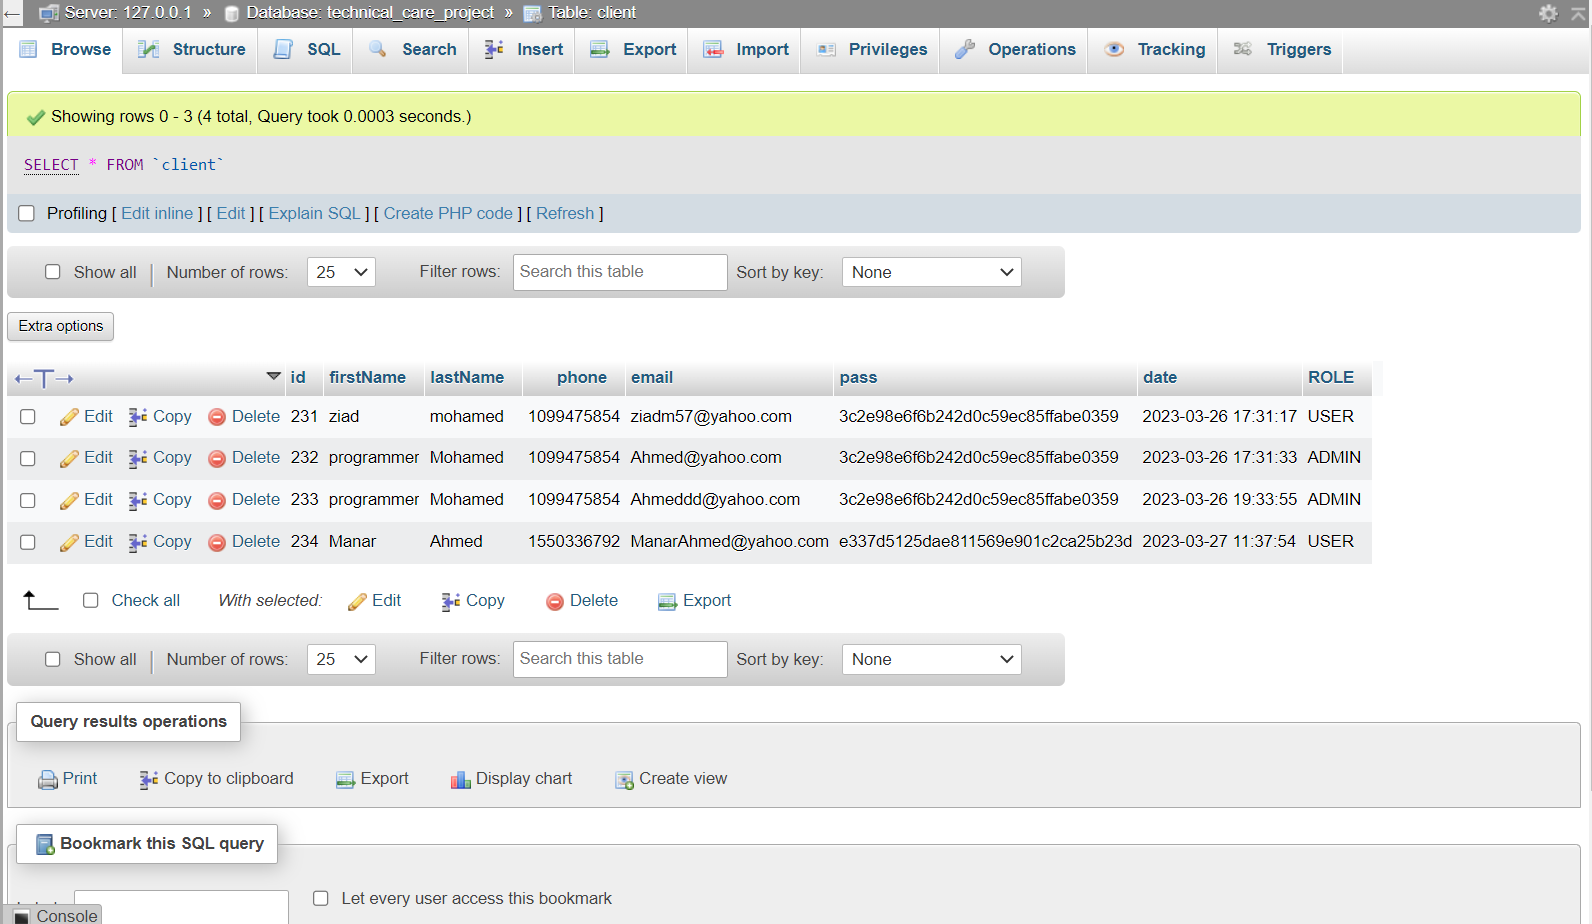 Server: 127.0.0.1 » Database: technical_care_project » Table: client
Browse Structure SQL Search Insert Export Import Privileges Operations Tracking Triggers
Showing rows 0 - 3 (4 total, Query took 0.0003 seconds.)
SELECT * FROM `client`
Profiling [ Edit inline ] [ Edit ] [ Explain SQL ] [ Create PHP code ] [ Refresh ]
Show all | Number of rows: 25 Filter rows: Search this table Sort by key: None
Extra options
←T→ id firstName lastName phone email pass date ROLE
Edit Copy Delete 231 ziad mohamed 1099475854 ziadm57@yahoo.com 3c2e98e6f6b242d0c59ec85ffabe0359 2023-03-26 17:31:17 USER
Edit Copy Delete 232 programmer Mohamed 1099475854 Ahmed@yahoo.com 3c2e98e6f6b242d0c59ec85ffabe0359 2023-03-26 17:31:33 ADMIN
Edit Copy Delete 233 programmer Mohamed 1099475854 Ahmeddd@yahoo.com 3c2e98e6f6b242d0c59ec85ffabe0359 2023-03-26 19:33:55 ADMIN
Edit Copy Delete 234 Manar Ahmed 1550336792 ManarAhmed@yahoo.com e337d5125dae811569e901c2ca25b23d 2023-03-27 11:37:54 USER
Check all With selected: Edit Copy Delete Export
Show all | Number of rows: 25 Filter rows: Search this table Sort by key: None
Query results operations
Print Copy to clipboard Export Display chart Create view
Bookmark this SQL query
Let every user access this bookmark
Console